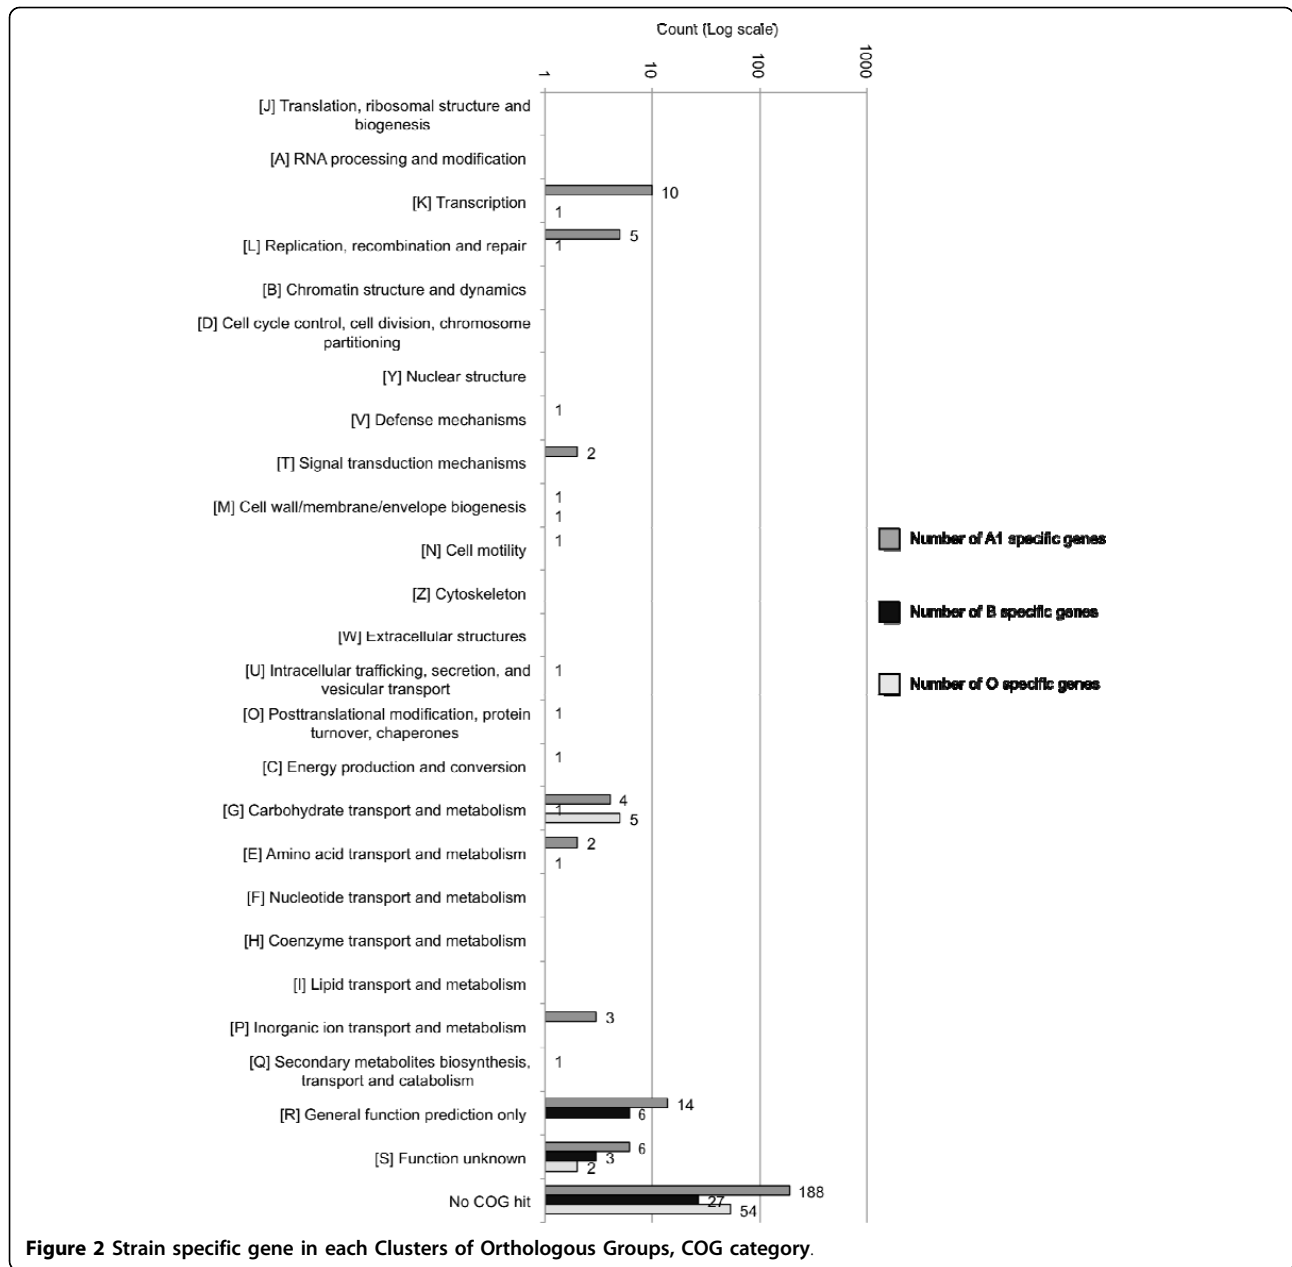 Count (Log scale)
1 10 100 1000
[J] Translation, ribosomal structure and
biogenesis
[A] RNA processing and modification
10
[K] Transcription
1
5
[L] Replication, recombination and repair 1
[B] Chromatin structure and dynamics
[D] Cell cycle control, cell division, chromosome
partitioning
[Y] Nuclear structure
1
[V] Defense mechanisms
2
[T] Signal transduction mechanisms
1
[M] Cell wall/membrane/envelope biogenesis
1
Number of A1 specific genes
1
[N] Cell motility
[Z] Cytoskeleton
Number of B specific genes
[W] Extracellular structures
[U] Intracellular trafficking, secretion, and 1
vesicular transport
Number of O specific genes
[O] Posttranslational modification, protein 1
turnover, chaperones
1
[C] Energy production and conversion
4
[G] Carbohydrate transport and metabolism 1
5
2
[E] Amino acid transport and metabolism
1
[F] Nucleotide transport and metabolism
[H] Coenzyme transport and metabolism
[I] Lipid transport and metabolism
3
[P] Inorganic ion transport and metabolism
[Q] Secondary metabolites biosynthesis, 1
transport and catabolism
14
[R] General function prediction only 6
6
[S] Function unknown 3
2
188
No COG hit 27
54
Figure 2 Strain specific gene in each Clusters of Orthologous Groups, COG category.